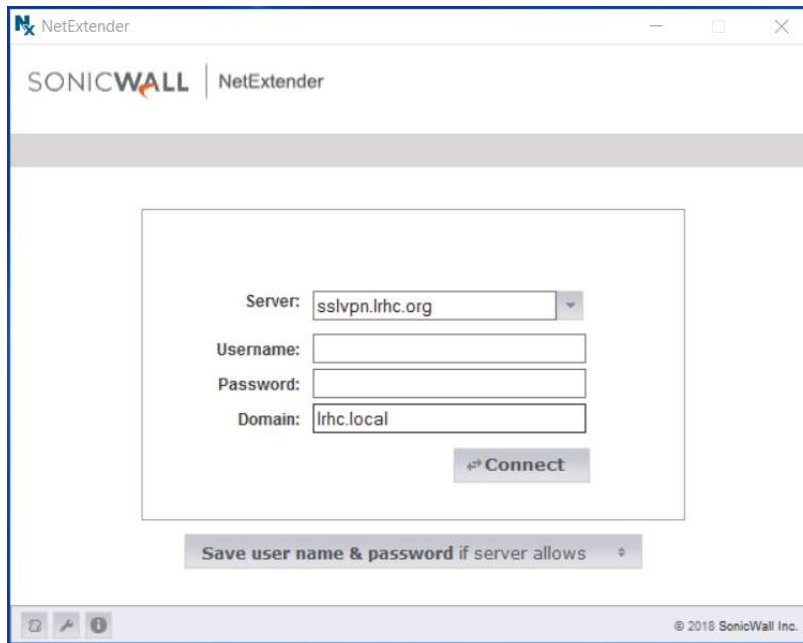 NetExtender
SONICWALL NetExtender
Server: sslvpn.lrhc.org
Username:
Password:
Domain: lrhc.local
Connect
Save user name & password if server allows
© 2018 SonicWall Inc.